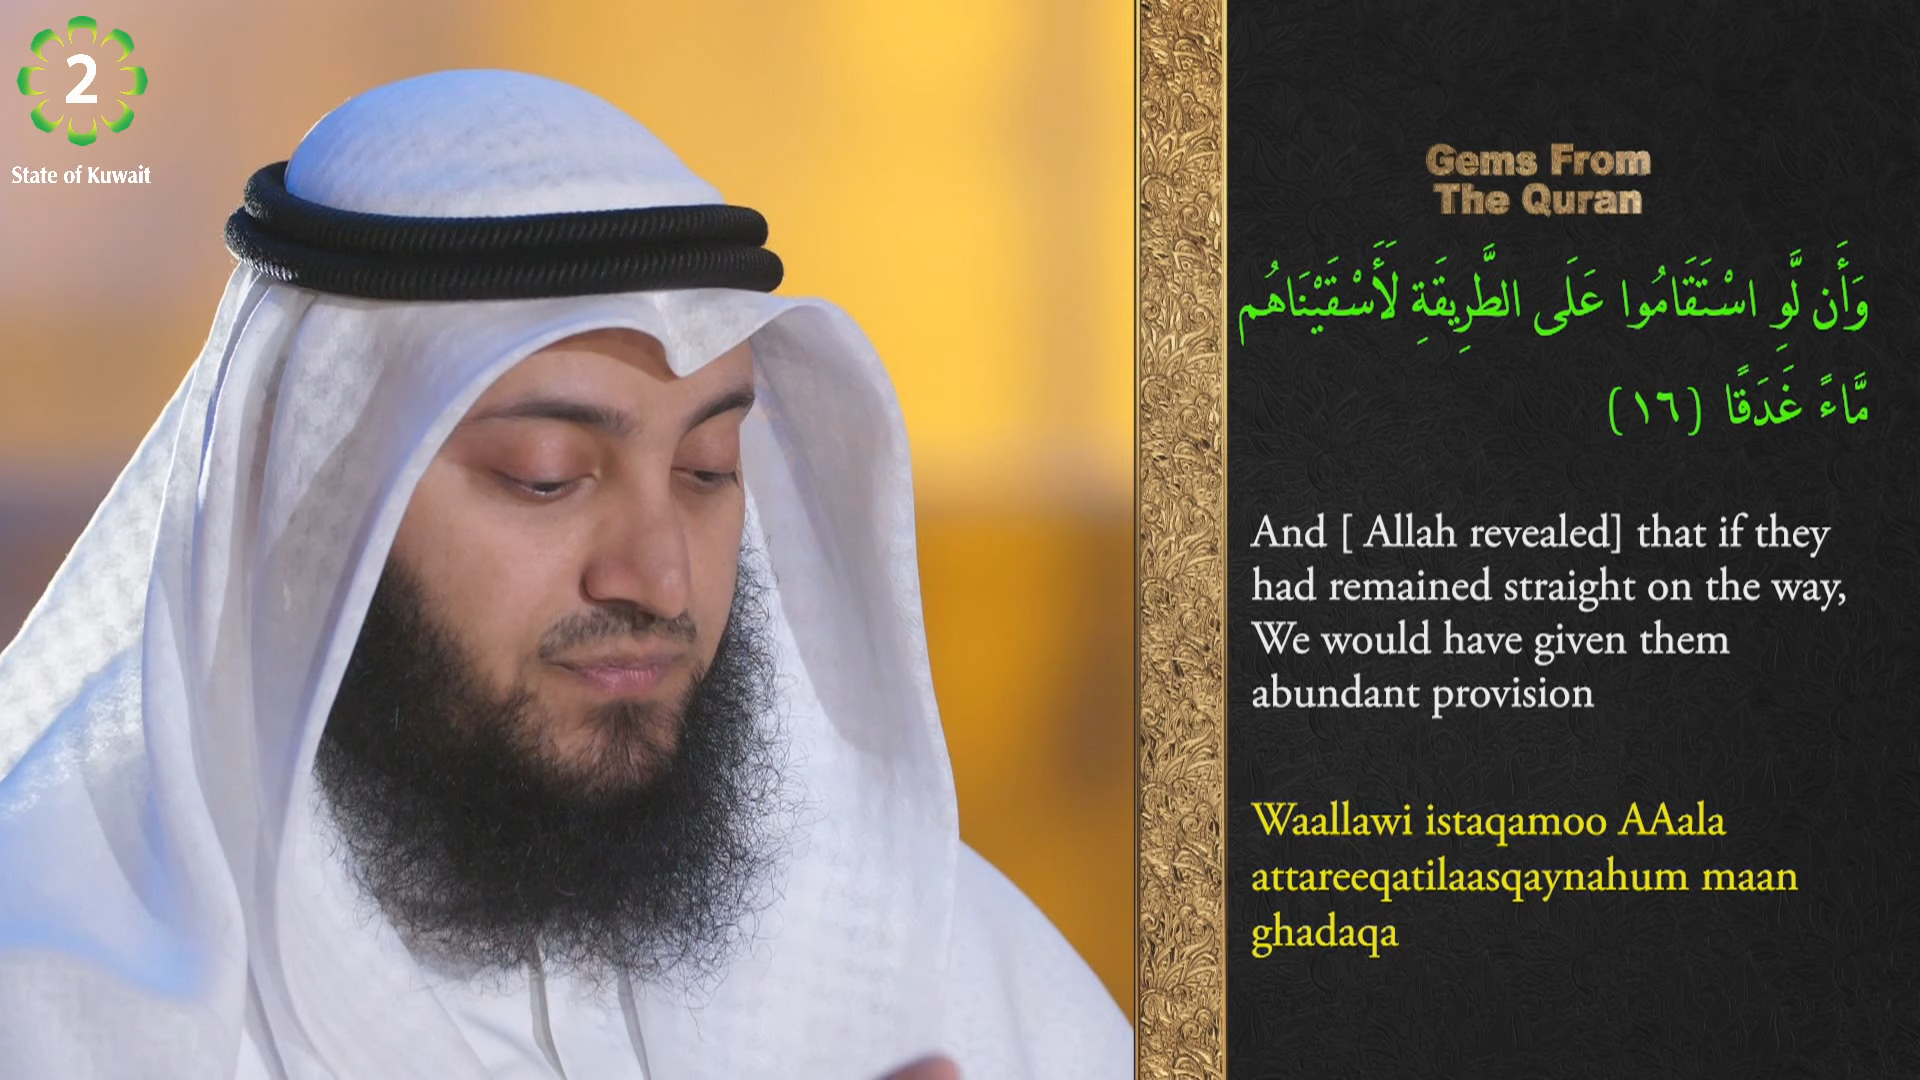 2
State of Kuwait
Gems From
The Quran
وَأَن لَّوِ اسْتَقَامُوا عَلَى الطَّرِيقَةِ لَأَسْقَيْنَاهُم
مَّاءً غَدَقًا (١٦)
And [ Allah revealed] that if they
had remained straight on the way,
We would have given them
abundant provision
Waallawi istaqamoo AAala
attareeqatilaasqaynahum maan
ghadaqa